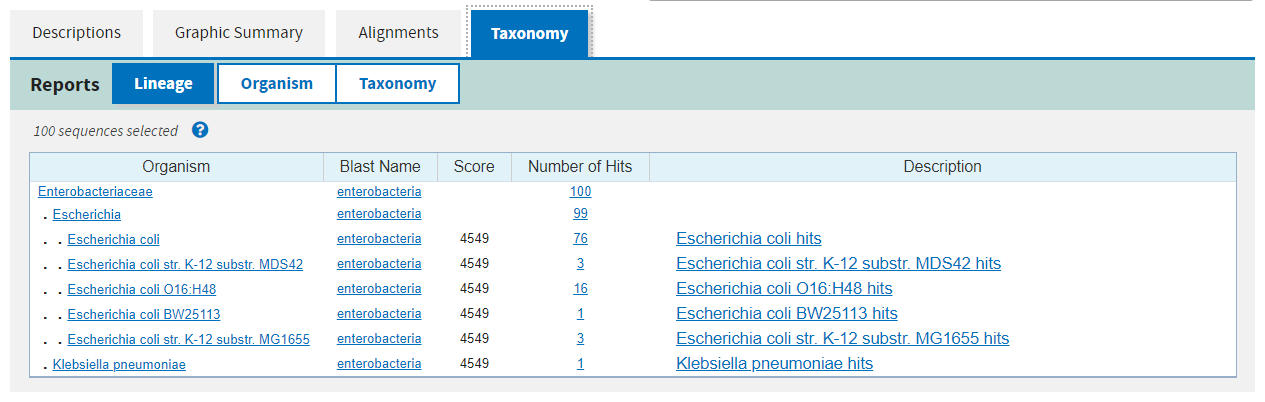 Descriptions Graphic Summary Alignments Taxonomy
Reports Lineage Organism Taxonomy
100 sequences selected ?
Organism Blast Name Score Number of Hits Description
Enterobacteriaceae enterobacteria 100
. Escherichia enterobacteria 99
. . Escherichia coli enterobacteria 4549 76 Escherichia coli hits
. . Escherichia coli str. K-12 substr. MDS42 enterobacteria 4549 3 Escherichia coli str. K-12 substr. MDS42 hits
. . Escherichia coli O16:H48 enterobacteria 4549 16 Escherichia coli O16:H48 hits
. . Escherichia coli BW25113 enterobacteria 4549 1 Escherichia coli BW25113 hits
. . Escherichia coli str. K-12 substr. MG1655 enterobacteria 4549 3 Escherichia coli str. K-12 substr. MG1655 hits
. Klebsiella pneumoniae enterobacteria 4549 1 Klebsiella pneumoniae hits